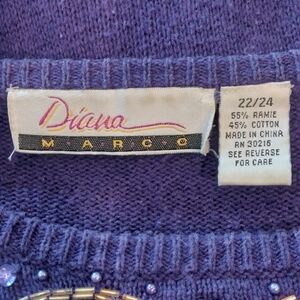 Diana
MARCO
22/24
55% RAMIE
45% COTTON
MADE IN CHINA
RN 30216
SEE REVERSE
FOR CARE